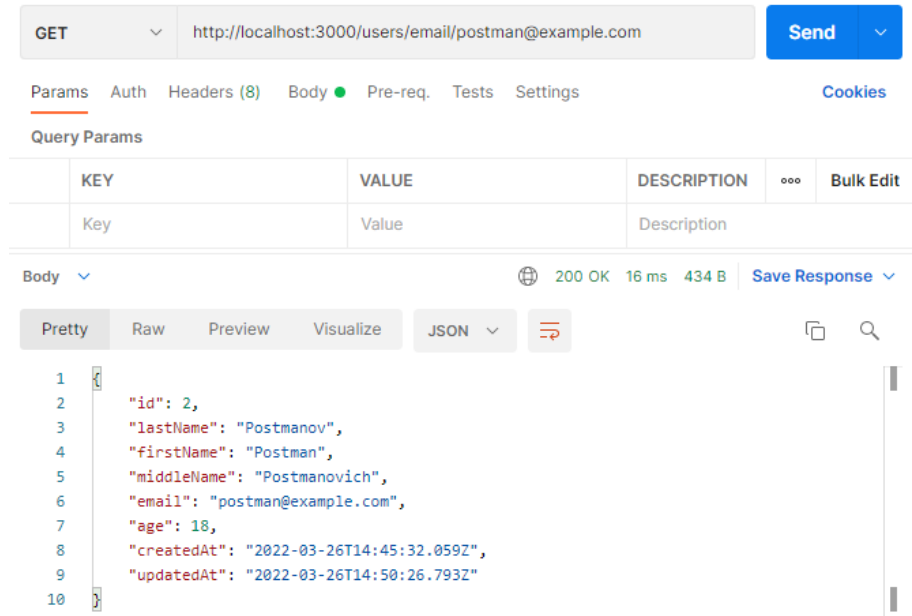 GET http://localhost:3000/users/email/postman@example.com Send
Params Auth Headers (8) Body Pre-req. Tests Settings Cookies
Query Params
KEY VALUE DESCRIPTION ooo Bulk Edit
Key Value Description
Body 200 OK 16 ms 434 B Save Response
Pretty Raw Preview Visualize JSON
1 {
2 "id": 2,
3 "lastName": "Postmanov",
4 "firstName": "Postman",
5 "middleName": "Postmanovich",
6 "email": "postman@example.com",
7 "age": 18,
8 "createdAt": "2022-03-26T14:45:32.059Z",
9 "updatedAt": "2022-03-26T14:50:26.793Z"
10 }